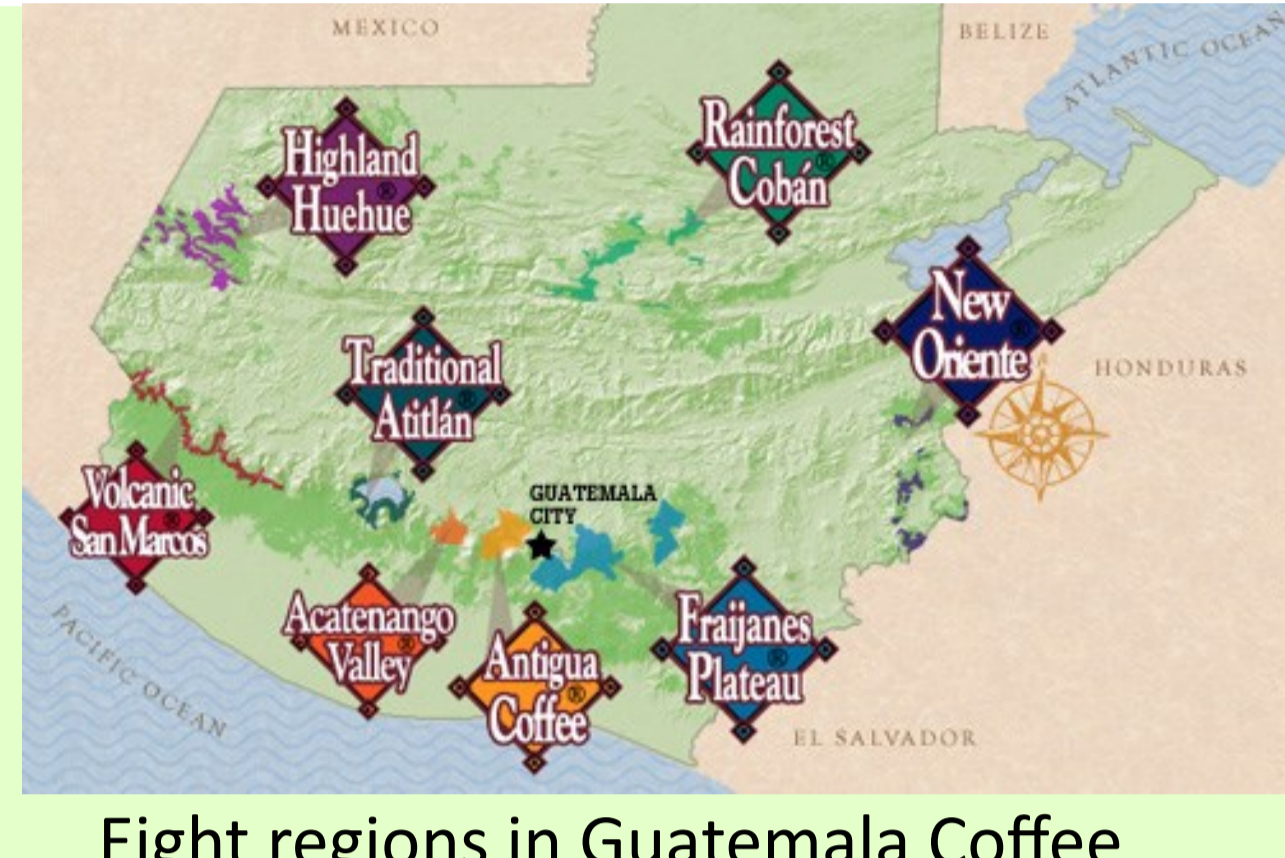 MEXICO
BELIZE
ATLANTIC OCEAN
Rainforest
Cobán ®
Highland
Huehue ®
New
Oriente ®
HONDURAS
Traditional
Atitlán ®
Volcanic
San Marcos ®
GUATEMALA
CITY
Acatenango
Valley ®
Antigua
Coffee ®
Fraijanes
Plateau ®
PACIFIC OCEAN
EL SALVADOR
Eight regions in Guatemala Coffee